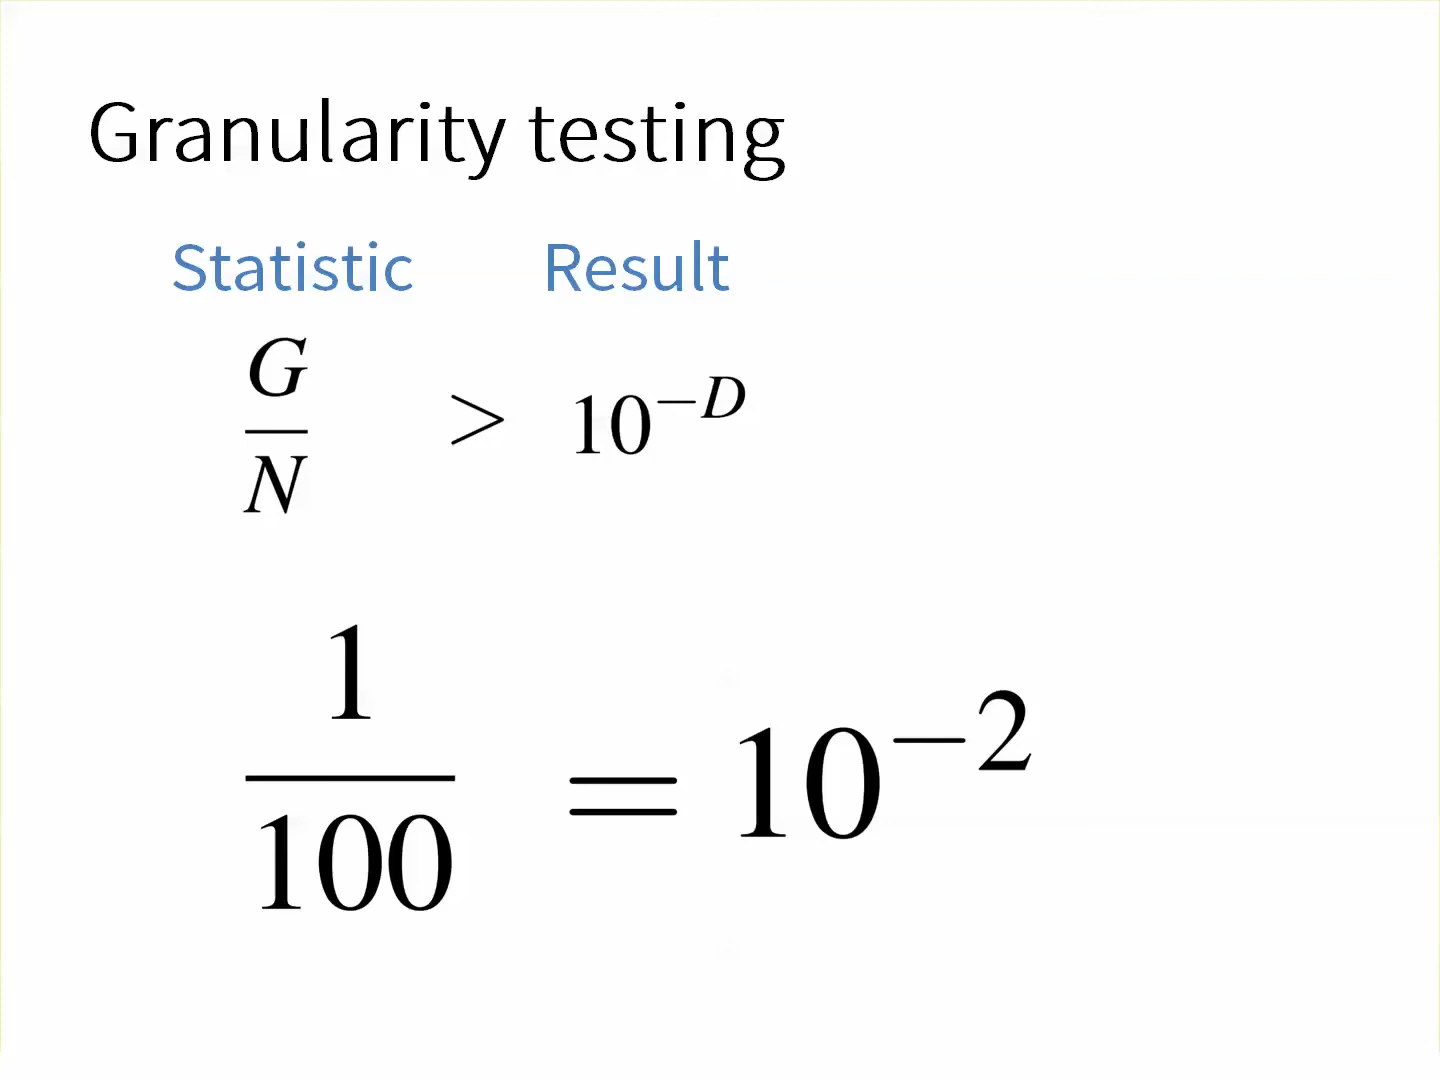 Granularity testing
Statistic Result
G/N > 10^−D
1/100 = 10^−2